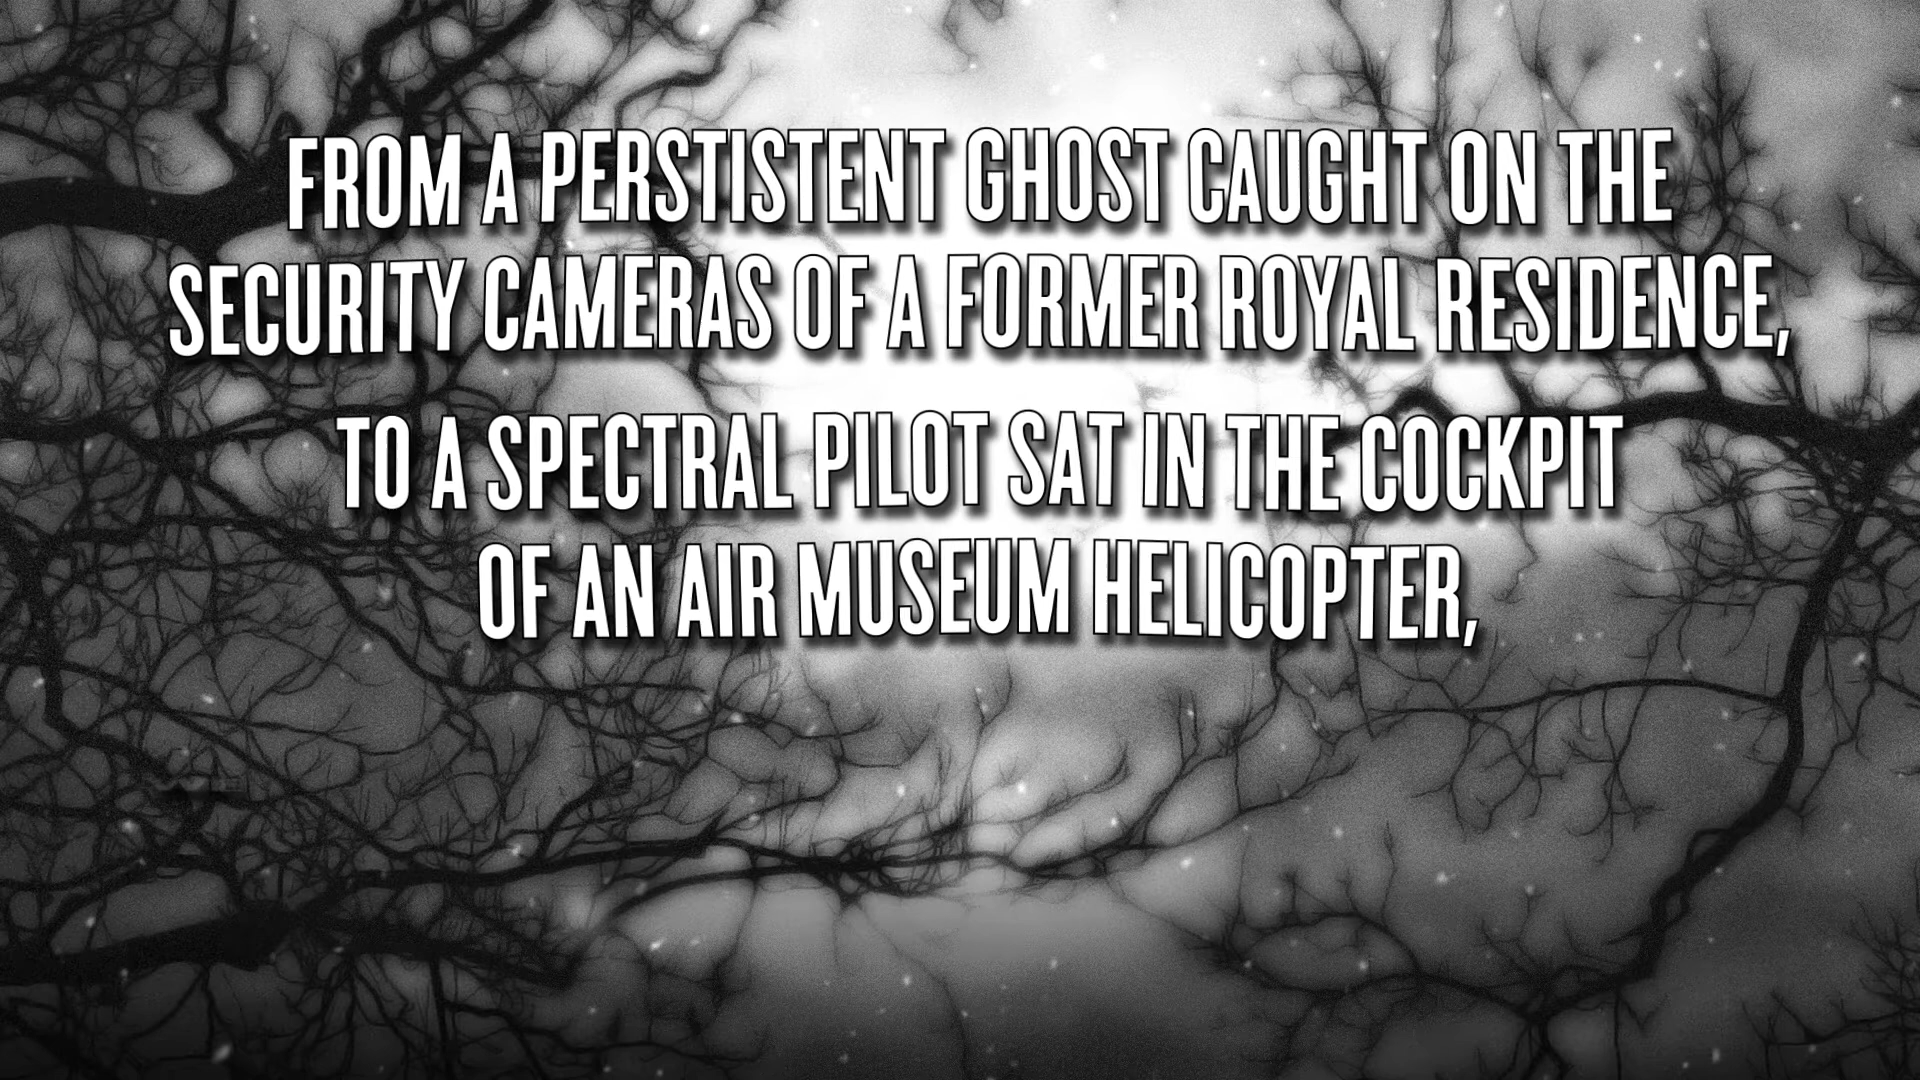 FROM A PERSTISTENT GHOST CAUGHT ON THE
SECURITY CAMERAS OF A FORMER ROYAL RESIDENCE,
TO A SPECTRAL PILOT SAT IN THE COCKPIT
OF AN AIR MUSEUM HELICOPTER,